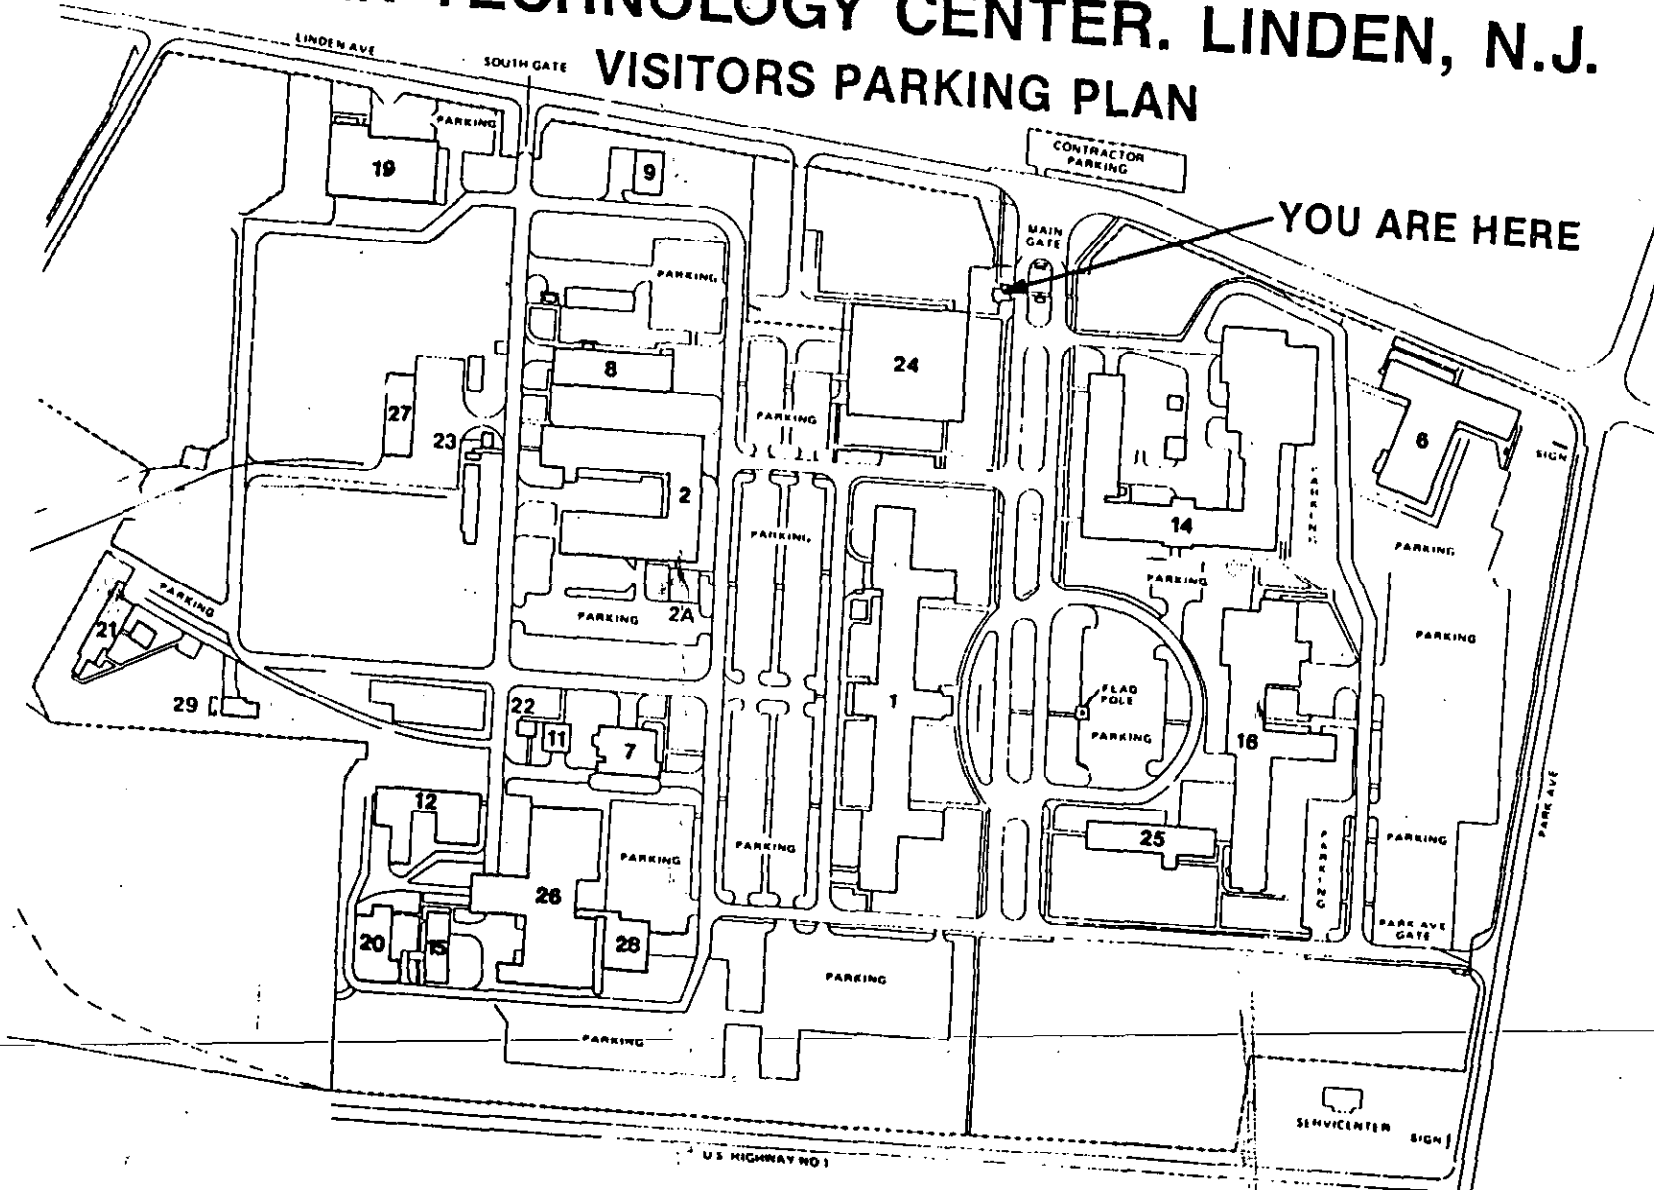 TECHNOLOGY CENTER. LINDEN, N.J.
VISITORS PARKING PLAN
LINDEN AVE
SOUTH GATE
PARKING
CONTRACTOR
PARKING
19
9
YOU ARE HERE
MAIN
GATE
PARKING
8
24
27
PARKING
23
6
SIGN
2
PARKING
14
PARKING
PARKING
PARKING
PARKING
PARKING
2A
21
PARKING
29
22
11
7
1
FLAG
POLE
PARKING
16
12
PARKING
PARKING
25
PARKING
PARKING
PARK AVE
26
20
15
28
PARK AVE
GATE
PARKING
PARKING
SERVICENTER
SIGN
U S HIGHWAY NO 1